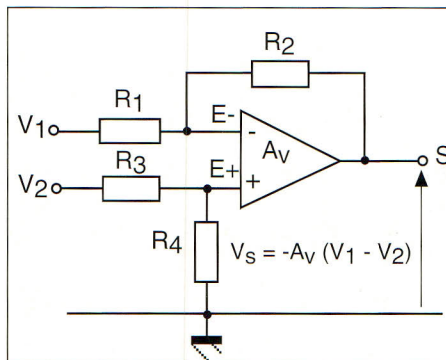 R2
R1
V1
E-
-
AV
S
R3
V2
E+
+
R4
VS = -AV (V1 - V2)